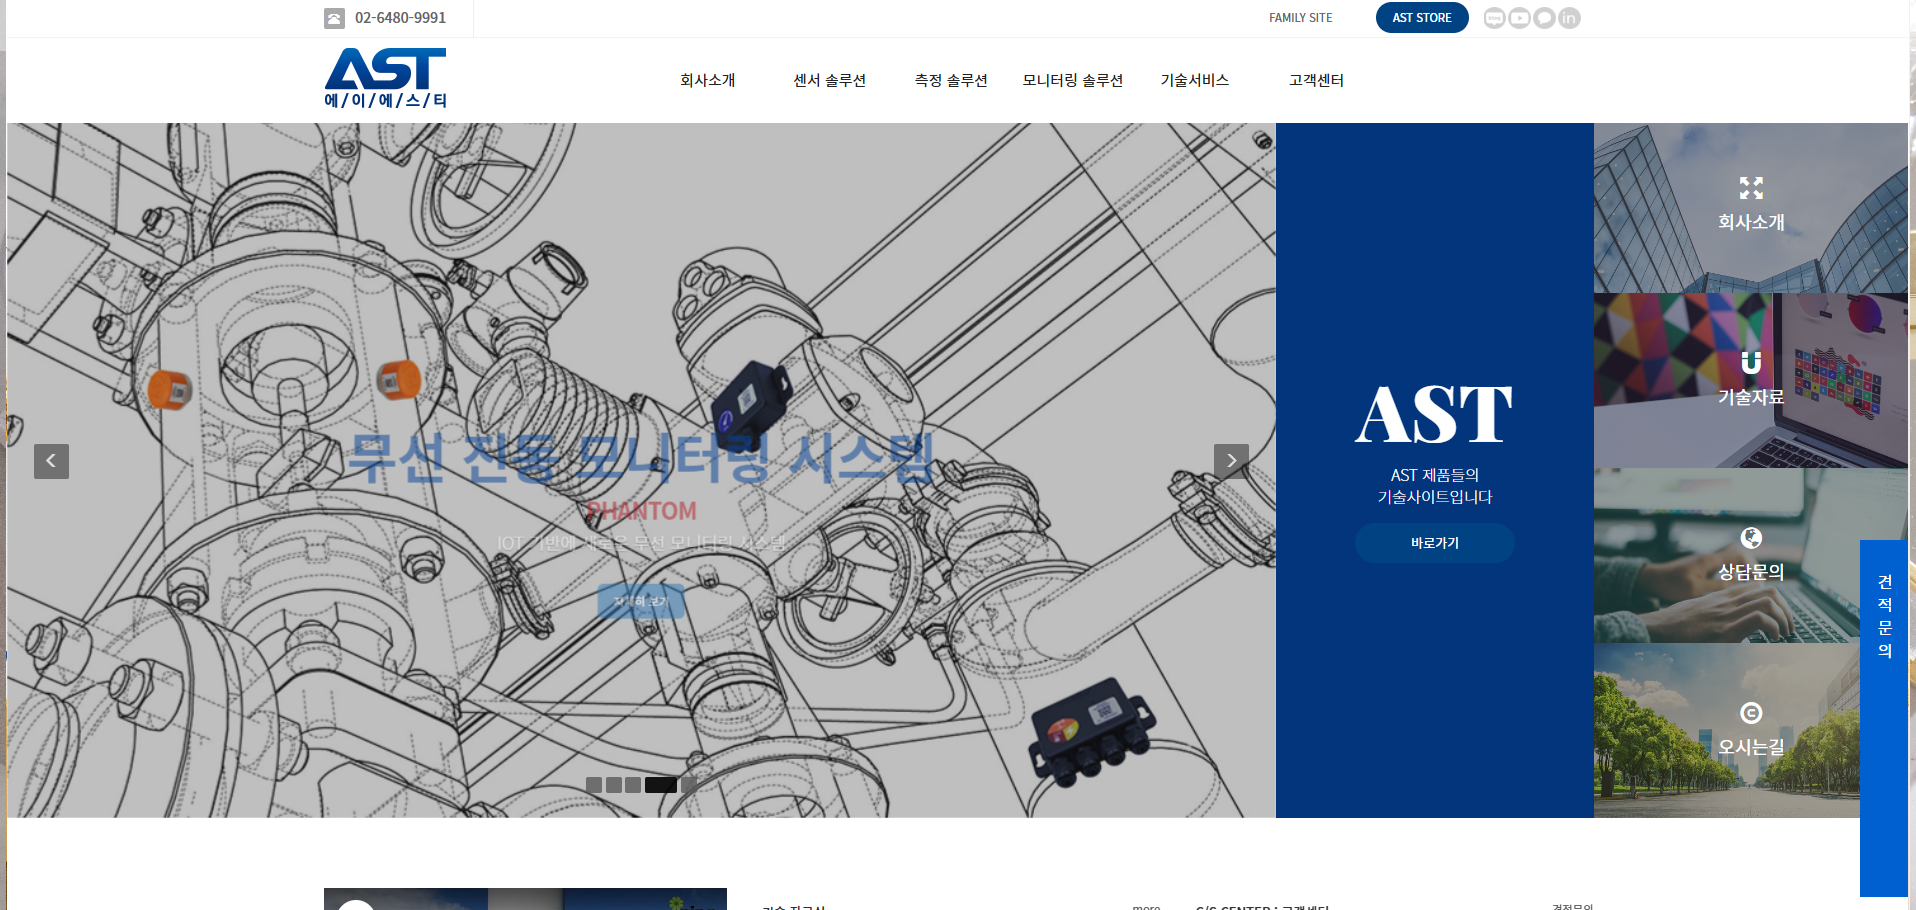 02-6480-9991
FAMILY SITE
AST STORE
AST
에/이/에/스/티
회사소개
센서 솔루션
측정 솔루션
모니터링 솔루션
기술서비스
고객센터
무선 진동 모니터링 시스템
PHANTOM
IOT 기반에 새로운 무선 모니터링 시스템
자세히 보기
AST
AST 제품들의
기술사이트입니다
바로가기
회사소개
기술자료
상담문의
오시는길
견
적
문
의
more
C/S CENTER : 고객센터
견적문의